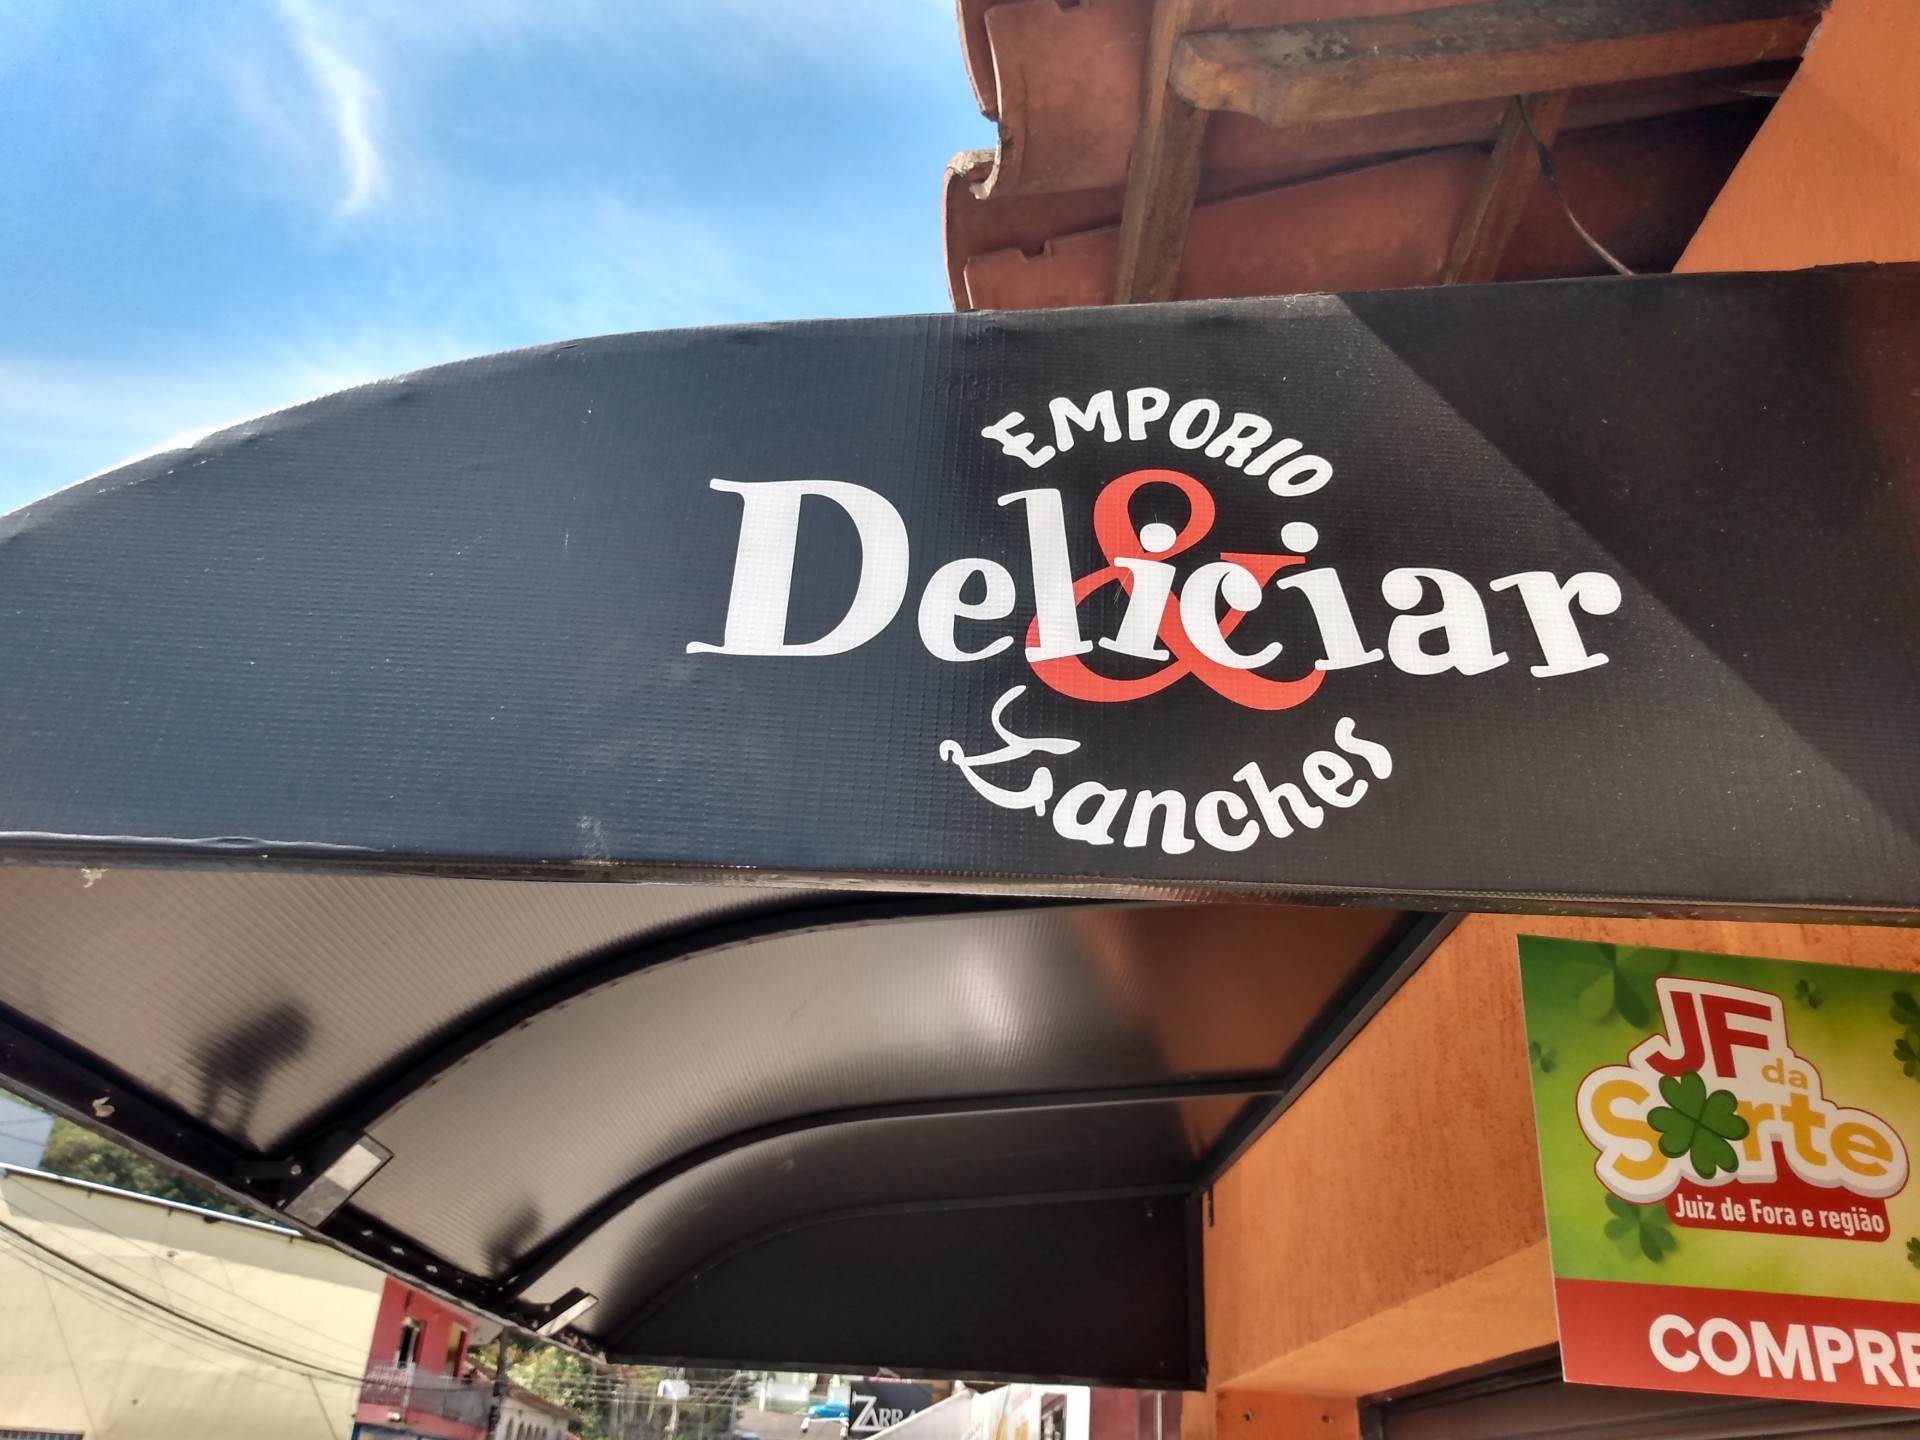 EMPORIO
&
Deliciar
Lanches
JF
da
Sorte
Juiz de Fora e região
COMPRE